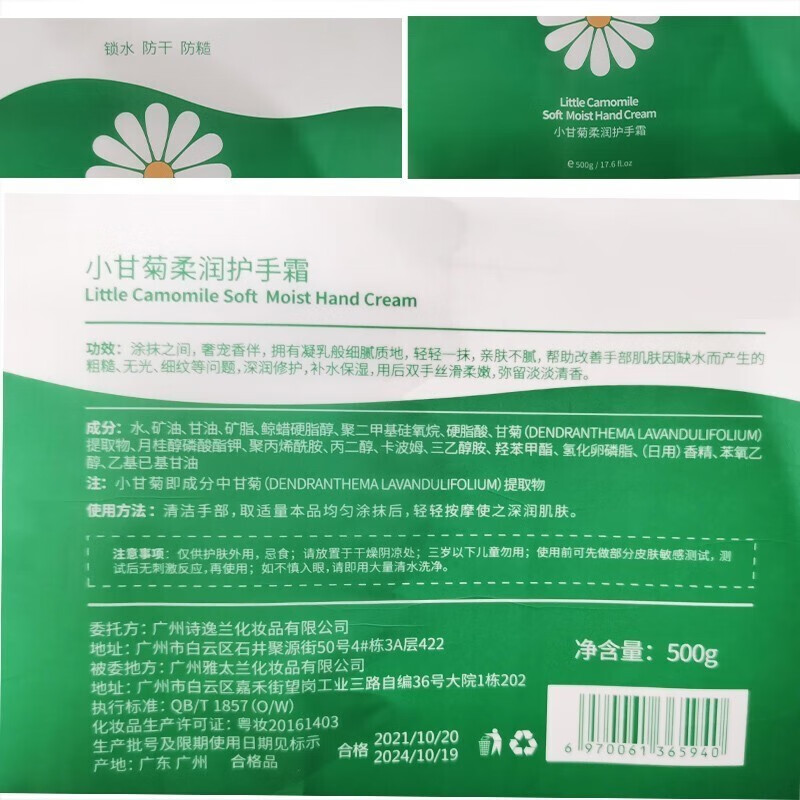 锁水 防干 防糙
Little Camomile
Soft Moist Hand Cream
小甘菊柔润护手霜
e 500g / 17.6 fl.oz
小甘菊柔润护手霜
Little Camomile Soft Moist Hand Cream
功效：涂抹之间，奢宠香伴，拥有凝乳般细腻质地，轻轻一抹，亲肤不腻，帮助改善手部肌肤因缺水而产生的
粗糙、无光、细纹等问题，深润修护，补水保湿，用后双手丝滑柔嫩，弥留淡淡清香。
成分：水、矿油、甘油、矿脂、鲸蜡硬脂醇、聚二甲基硅氧烷、硬脂酸、甘菊（DENDRANTHEMA LAVANDULIFOLIUM）
提取物、月桂醇磷酸酯钾、聚丙烯酰胺、丙二醇、卡波姆、三乙醇胺、羟苯甲酯、氢化卵磷脂、（日用）香精、苯氧乙
醇、乙基已基甘油
注：小甘菊即成分中甘菊（DENDRANTHEMA LAVANDULIFOLIUM）提取物
使用方法：清洁手部，取适量本品均匀涂抹后，轻轻按摩使之深润肌肤。
注意事项：仅供护肤外用，忌食；请放置于干燥阴凉处；三岁以下儿童勿用；使用前可先做部分皮肤敏感测试，测
试后无刺激反应，再使用；如不慎入眼，请即用大量清水洗净。
委托方：广州诗逸兰化妆品有限公司
地址：广州市白云区石井聚源街50号4#栋3A层422
被委托方：广州雅太兰化妆品有限公司
地址：广州市白云区嘉禾街望岗工业三路自编36号大院1栋202
执行标准：QB/T 1857（O/W）
化妆品生产许可证：粤妆20161403
生产批号及限期使用日期见标示
产地：广东 广州 合格品
合格 2021/10/20
2024/10/19
净含量：500g
6 970061 365940